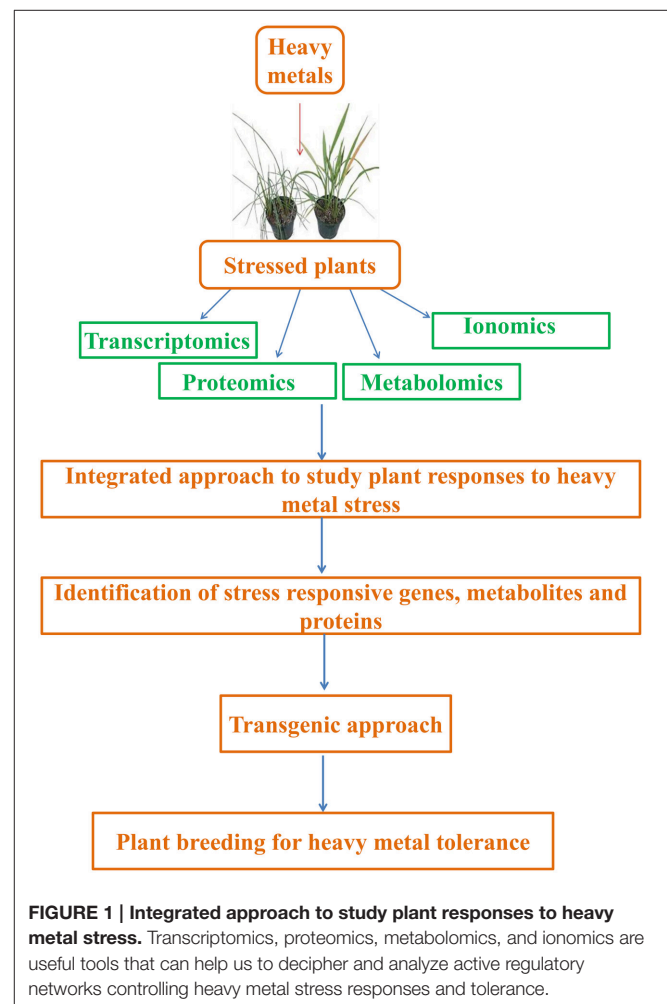 Heavy
metals
Stressed plants
Transcriptomics
Ionomics
Proteomics
Metabolomics
Integrated approach to study plant responses to heavy
metal stress
Identification of stress responsive genes, metabolites and
proteins
Transgenic approach
Plant breeding for heavy metal tolerance
FIGURE 1 | Integrated approach to study plant responses to heavy
metal stress. Transcriptomics, proteomics, metabolomics, and ionomics are
useful tools that can help us to decipher and analyze active regulatory
networks controlling heavy metal stress responses and tolerance.